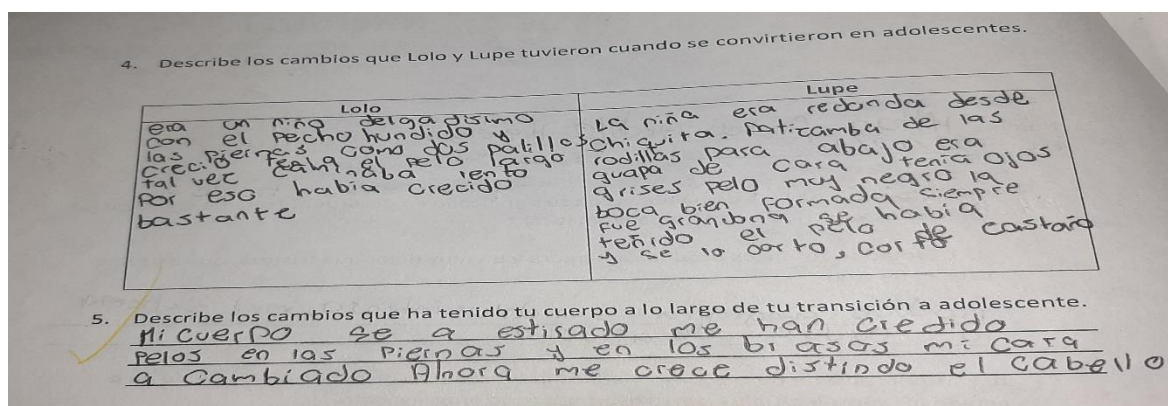 4. Describe los cambios que Lolo y Lupe tuvieron cuando se convirtieron en adolescentes.
Lolo
era un niño delgadisimo
con el pecho hundido y
las piernas como dos palillos
crecido tenia el pelo largo
tal vez caminaba lento
por eso habia crecido
bastante
Lupe
La niña era redonda desde
chiquita. Paticamba de las
rodillas para abajo era
guapa de cara tenia ojos
grises pelo muy negro la
boca bien formada siempre
fue grandona se habia
teñido el pelo de castaño
y se lo corto, corto
5. Describe los cambios que ha tenido tu cuerpo a lo largo de tu transición a adolescente.
Mi cuerpo se a estisado me han credido
pelos en las piernas y en los brasos mi cara
a cambiado Ahora me crece distindo el cabello